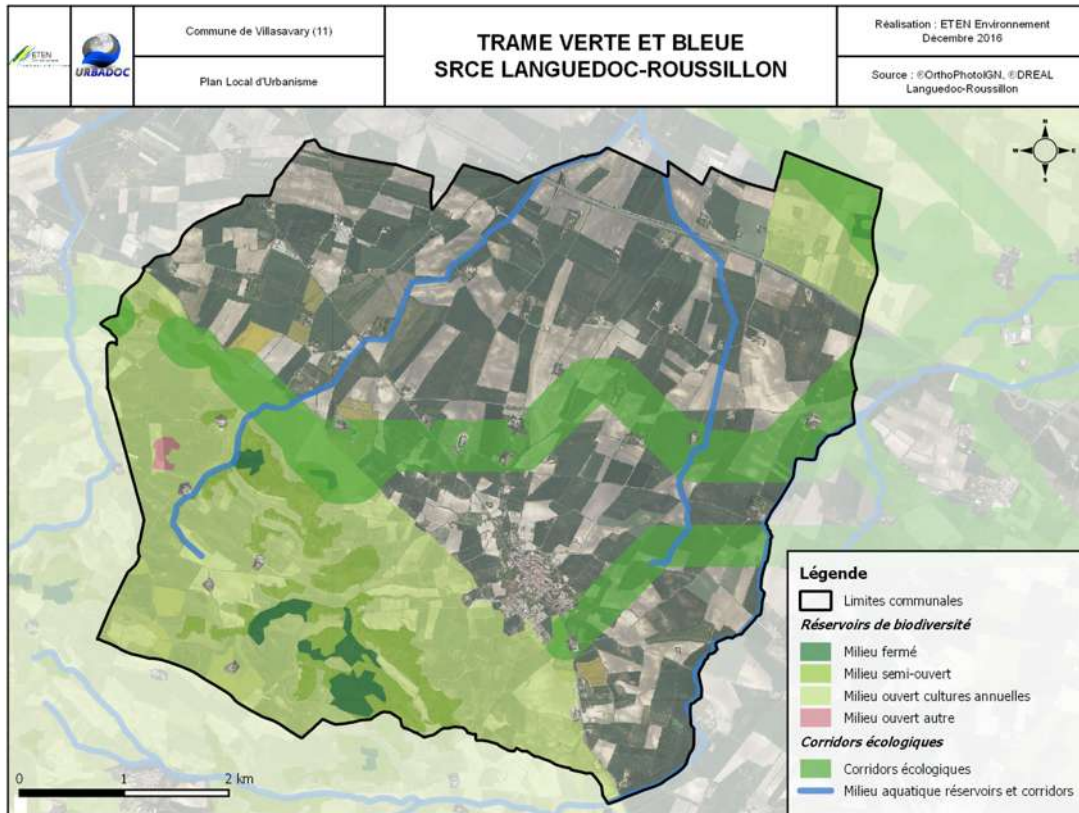 ETEN
URBADOC
Commune de Villasavary (11)
Plan Local d'Urbanisme
TRAME VERTE ET BLEUE
SRCE LANGUEDOC-ROUSSILLON
Réalisation : ETEN Environnement
Décembre 2016
Source : ©OrthoPhotoIGN, ©DREAL
Languedoc-Roussillon
N
W
E
S
Légende
Limites communales
Réservoirs de biodiversité
Milieu fermé
Milieu semi-ouvert
Milieu ouvert cultures annuelles
Milieu ouvert autre
Corridors écologiques
Corridors écologiques
Milieu aquatique réservoirs et corridors
0 1 2 km